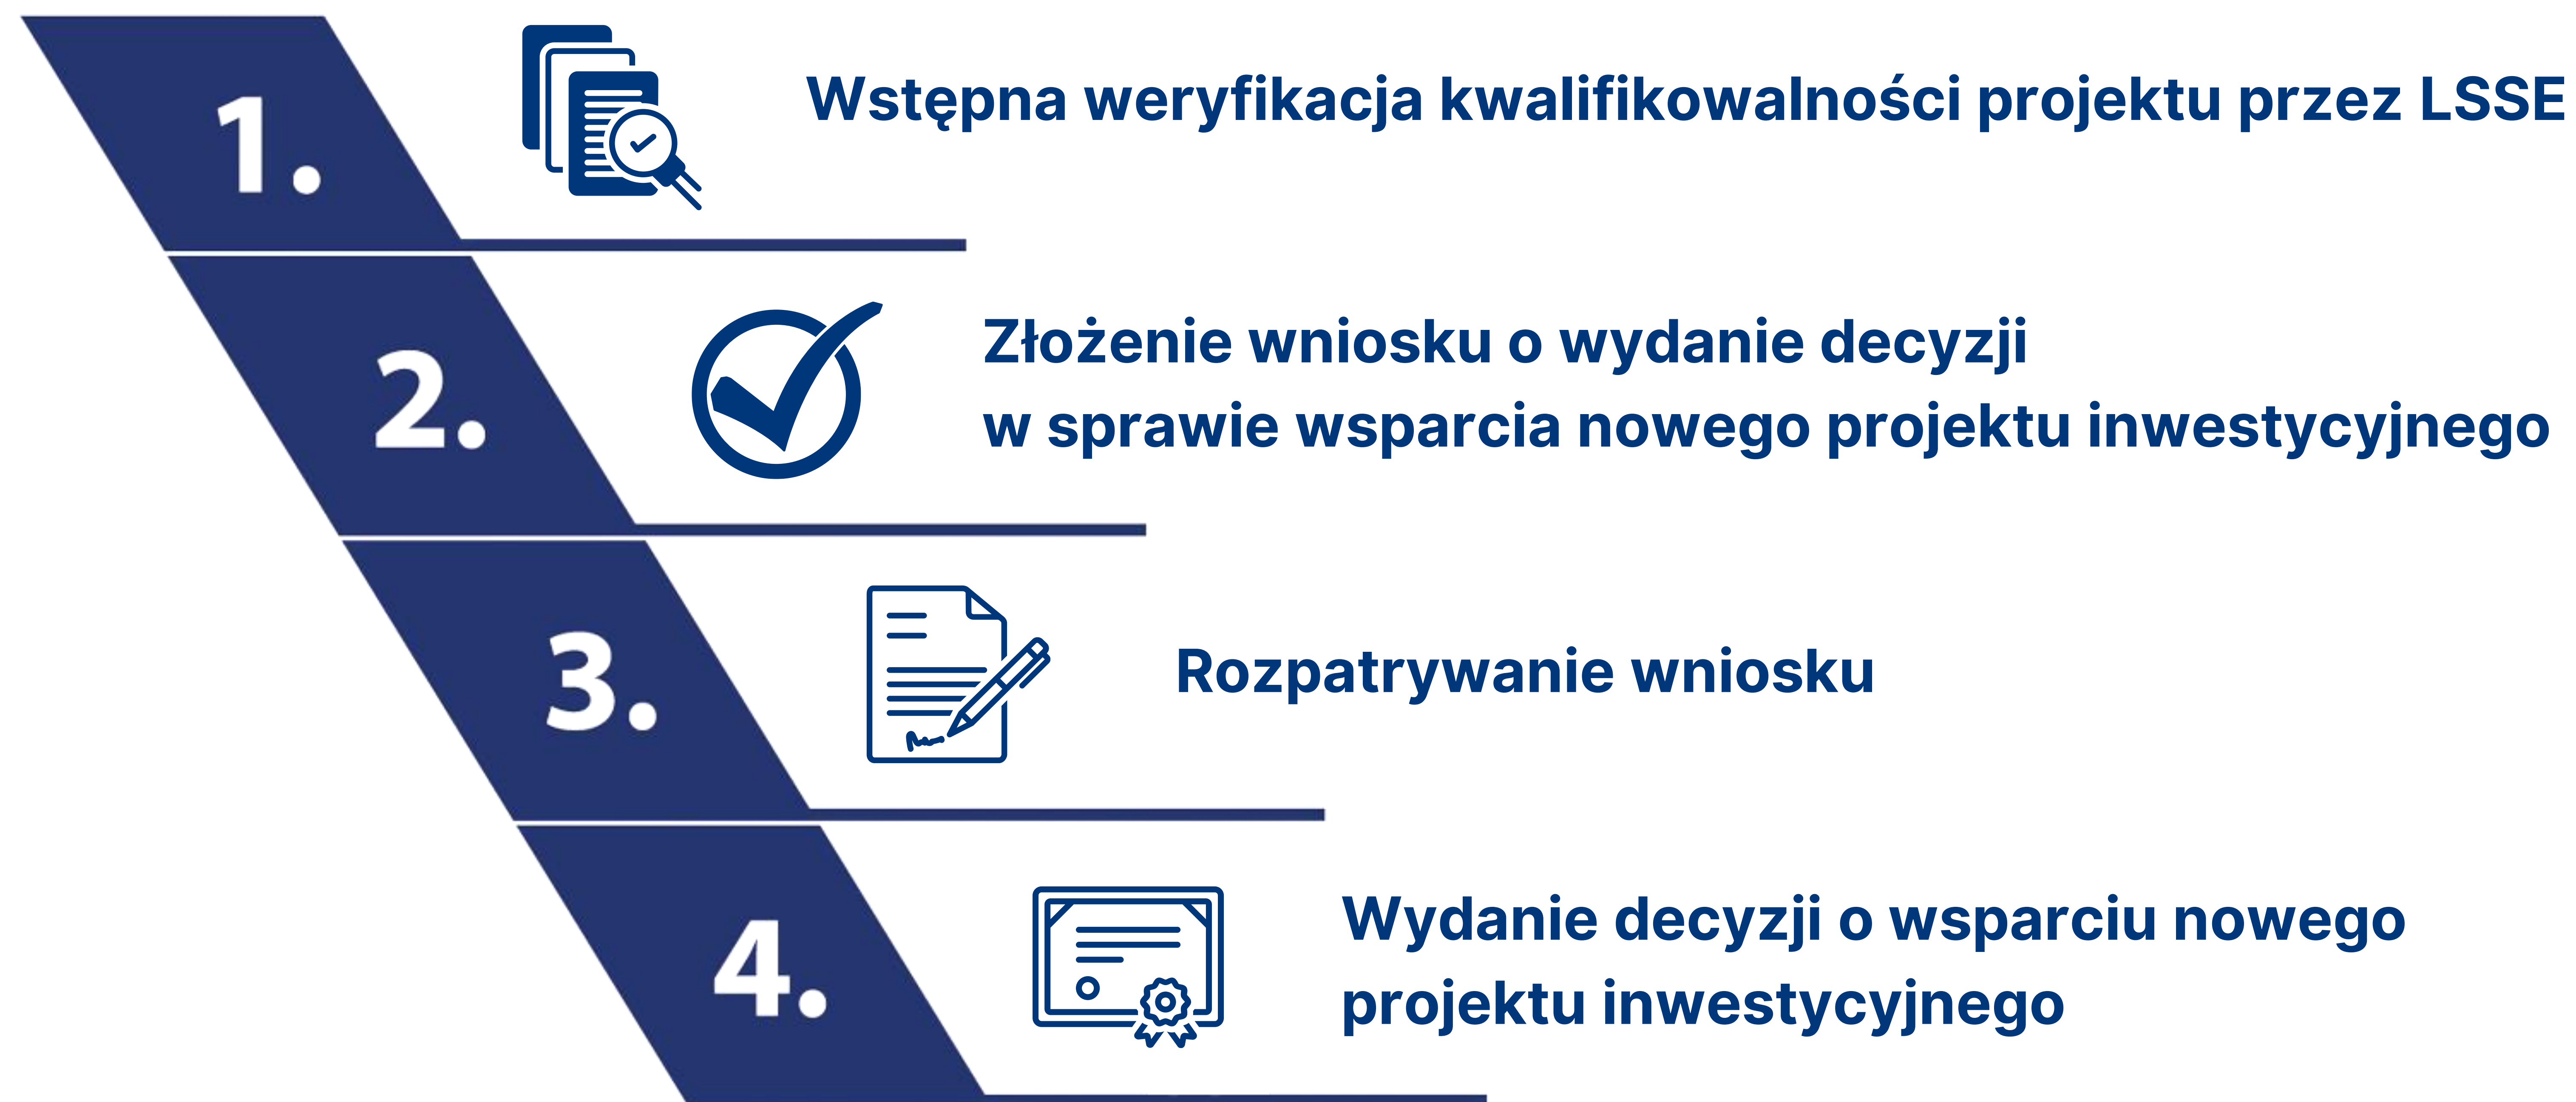 1.
Wstępna weryfikacja kwalifikowalności projektu przez LSSE
2.
Złożenie wniosku o wydanie decyzji
w sprawie wsparcia nowego projektu inwestycyjnego
3.
Rozpatrywanie wniosku
4.
Wydanie decyzji o wsparciu nowego
projektu inwestycyjnego